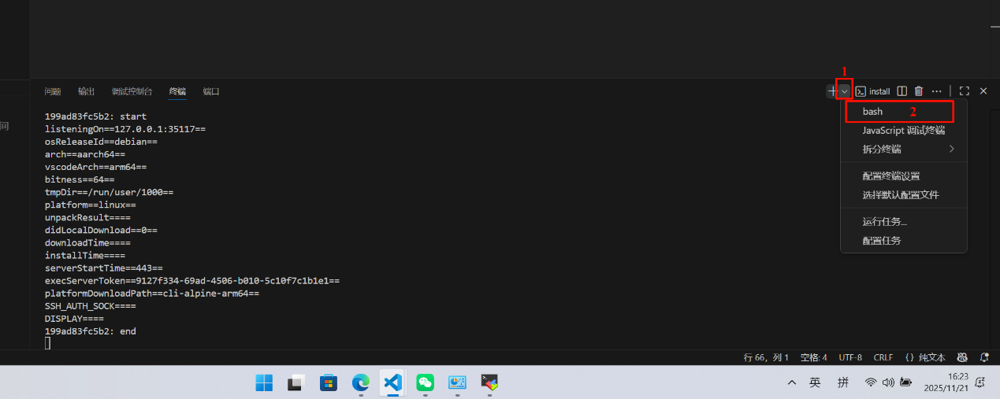 1
问题 输出 调试控制台 终端 端口 install
199ad83fc5b2: start
listeningOn==127.0.0.1:35117==
osReleaseId==debian==
arch==aarch64==
vscodeArch==arm64==
bitness==64==
tmpDir==/run/user/1000==
platform==linux==
unpackResult====
didLocalDownload==0==
downloadTime====
installTime====
serverStartTime==443==
execServerToken==9127f334-69ad-4506-b010-5c10f7c1b1e1==
platformDownloadPath==cli-alpine-arm64==
SSH_AUTH_SOCK====
DISPLAY====
199ad83fc5b2: end
bash 2
JavaScript 调试终端
拆分终端
配置终端设置
选择默认配置文件
运行任务...
配置任务
间
行 66，列 1 空格: 4 UTF-8 CRLF {} 纯文本
英 拼 16:23
2025/11/21